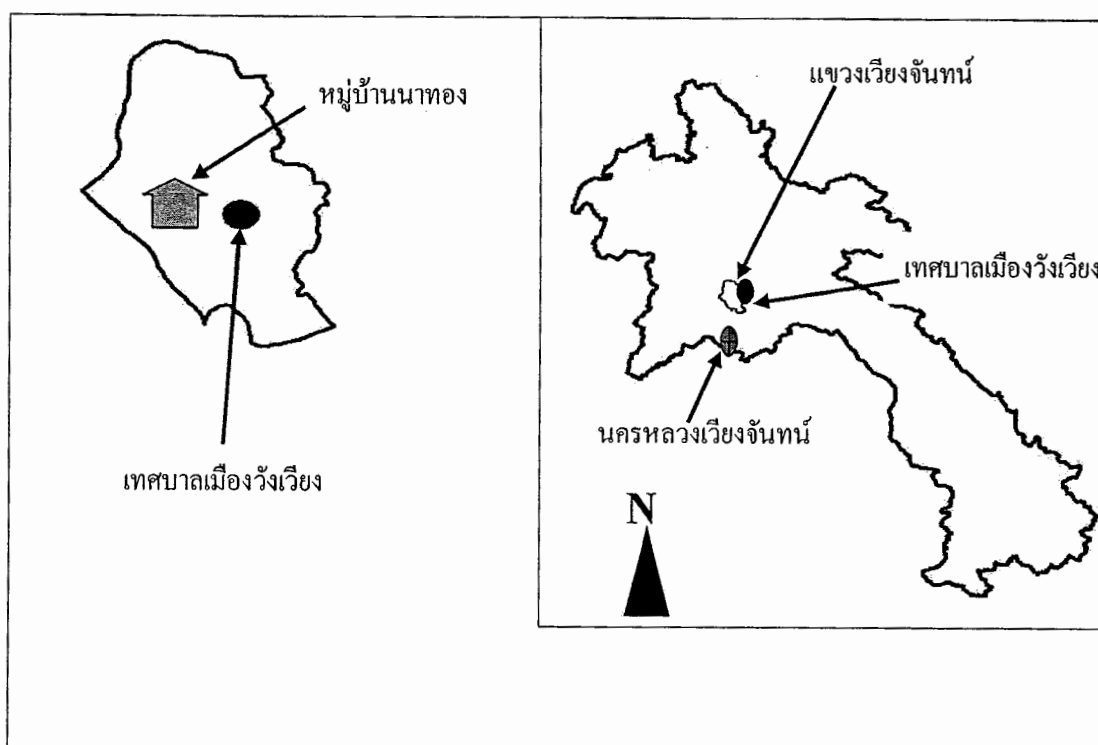 หมู่บ้านนาทอง
เทศบาลเมืองวังเวียง
แขวงเวียงจันทน์
เทศบาลเมืองวังเวียง
นครหลวงเวียงจันทน์
N